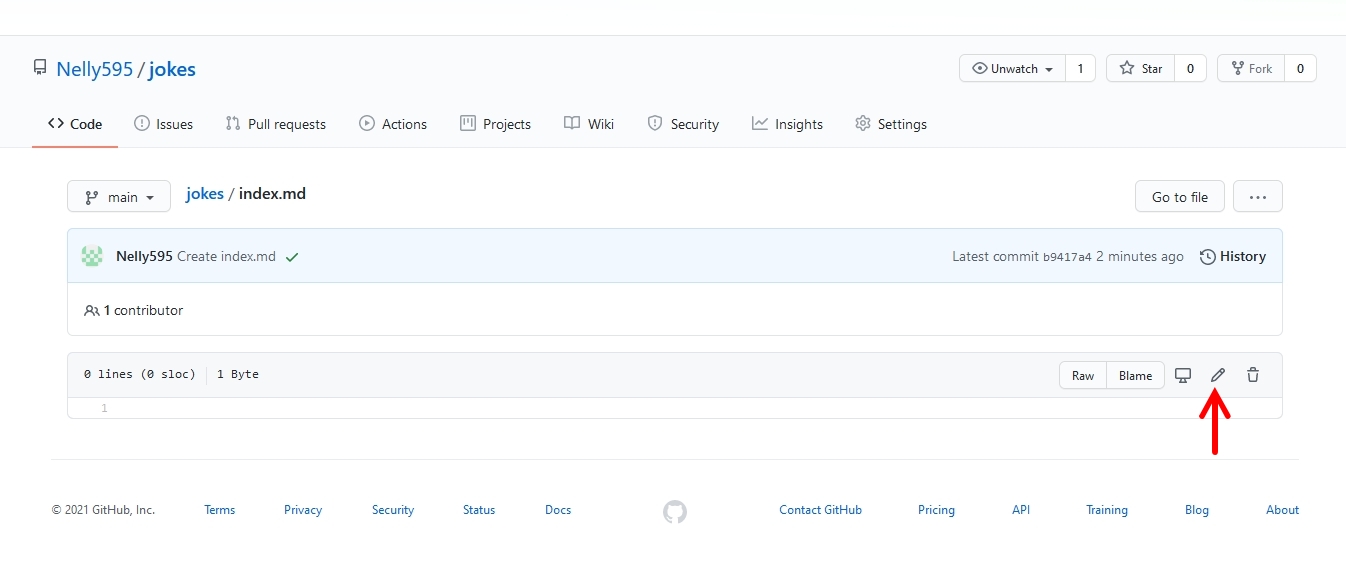 Nelly595 / jokes
Unwatch 1 Star 0 Fork 0
Code Issues Pull requests Actions Projects Wiki Security Insights Settings
main jokes / index.md Go to file ...
Nelly595 Create index.md Latest commit b9417a4 2 minutes ago History
1 contributor
0 lines (0 sloc) 1 Byte Raw Blame
1
© 2021 GitHub, Inc. Terms Privacy Security Status Docs Contact GitHub Pricing API Training Blog About